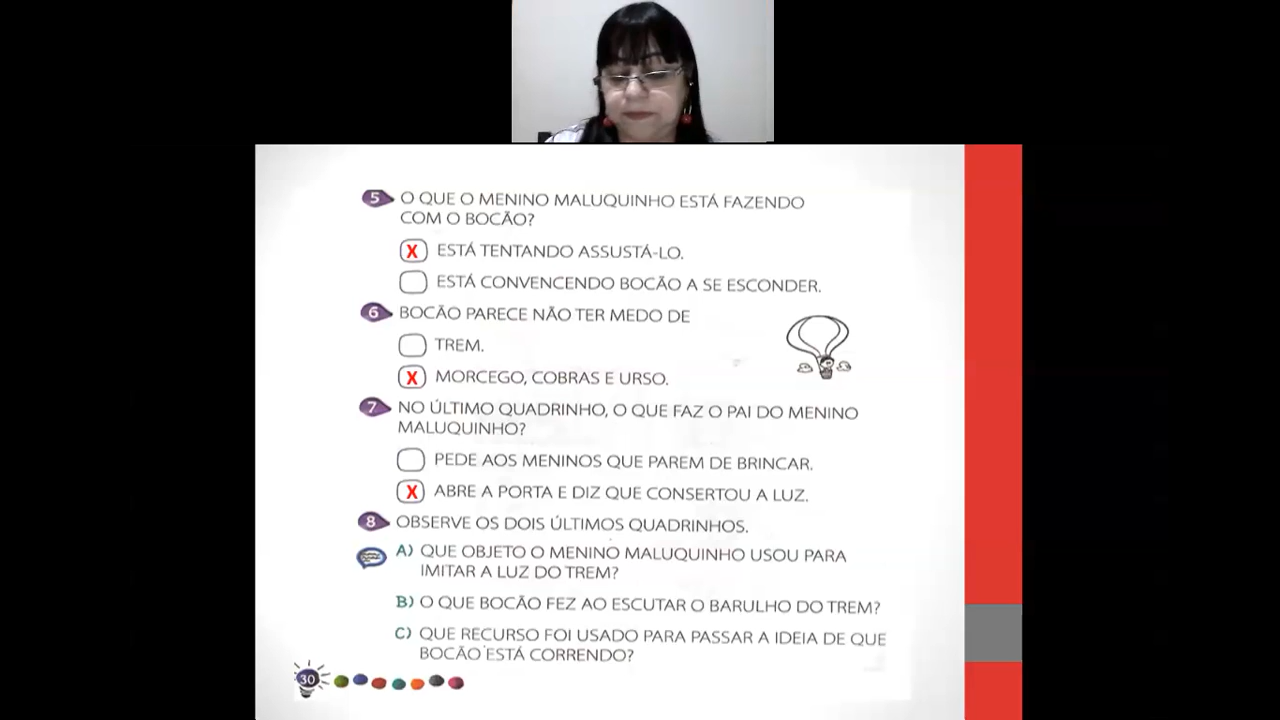 5 O QUE O MENINO MALUQUINHO ESTÁ FAZENDO
COM O BOCÃO?
X ESTÁ TENTANDO ASSUSTÁ-LO.
ESTÁ CONVENCENDO BOCÃO A SE ESCONDER.
6 BOCÃO PARECE NÃO TER MEDO DE
TREM.
X MORCEGO, COBRAS E URSO.
7 NO ÚLTIMO QUADRINHO, O QUE FAZ O PAI DO MENINO
MALUQUINHO?
PEDE AOS MENINOS QUE PAREM DE BRINCAR.
X ABRE A PORTA E DIZ QUE CONSERTOU A LUZ.
8 OBSERVE OS DOIS ÚLTIMOS QUADRINHOS.
A) QUE OBJETO O MENINO MALUQUINHO USOU PARA
IMITAR A LUZ DO TREM?
B) O QUE BOCÃO FEZ AO ESCUTAR O BARULHO DO TREM?
C) QUE RECURSO FOI USADO PARA PASSAR A IDEIA DE QUE
BOCÃO ESTÁ CORRENDO?
30